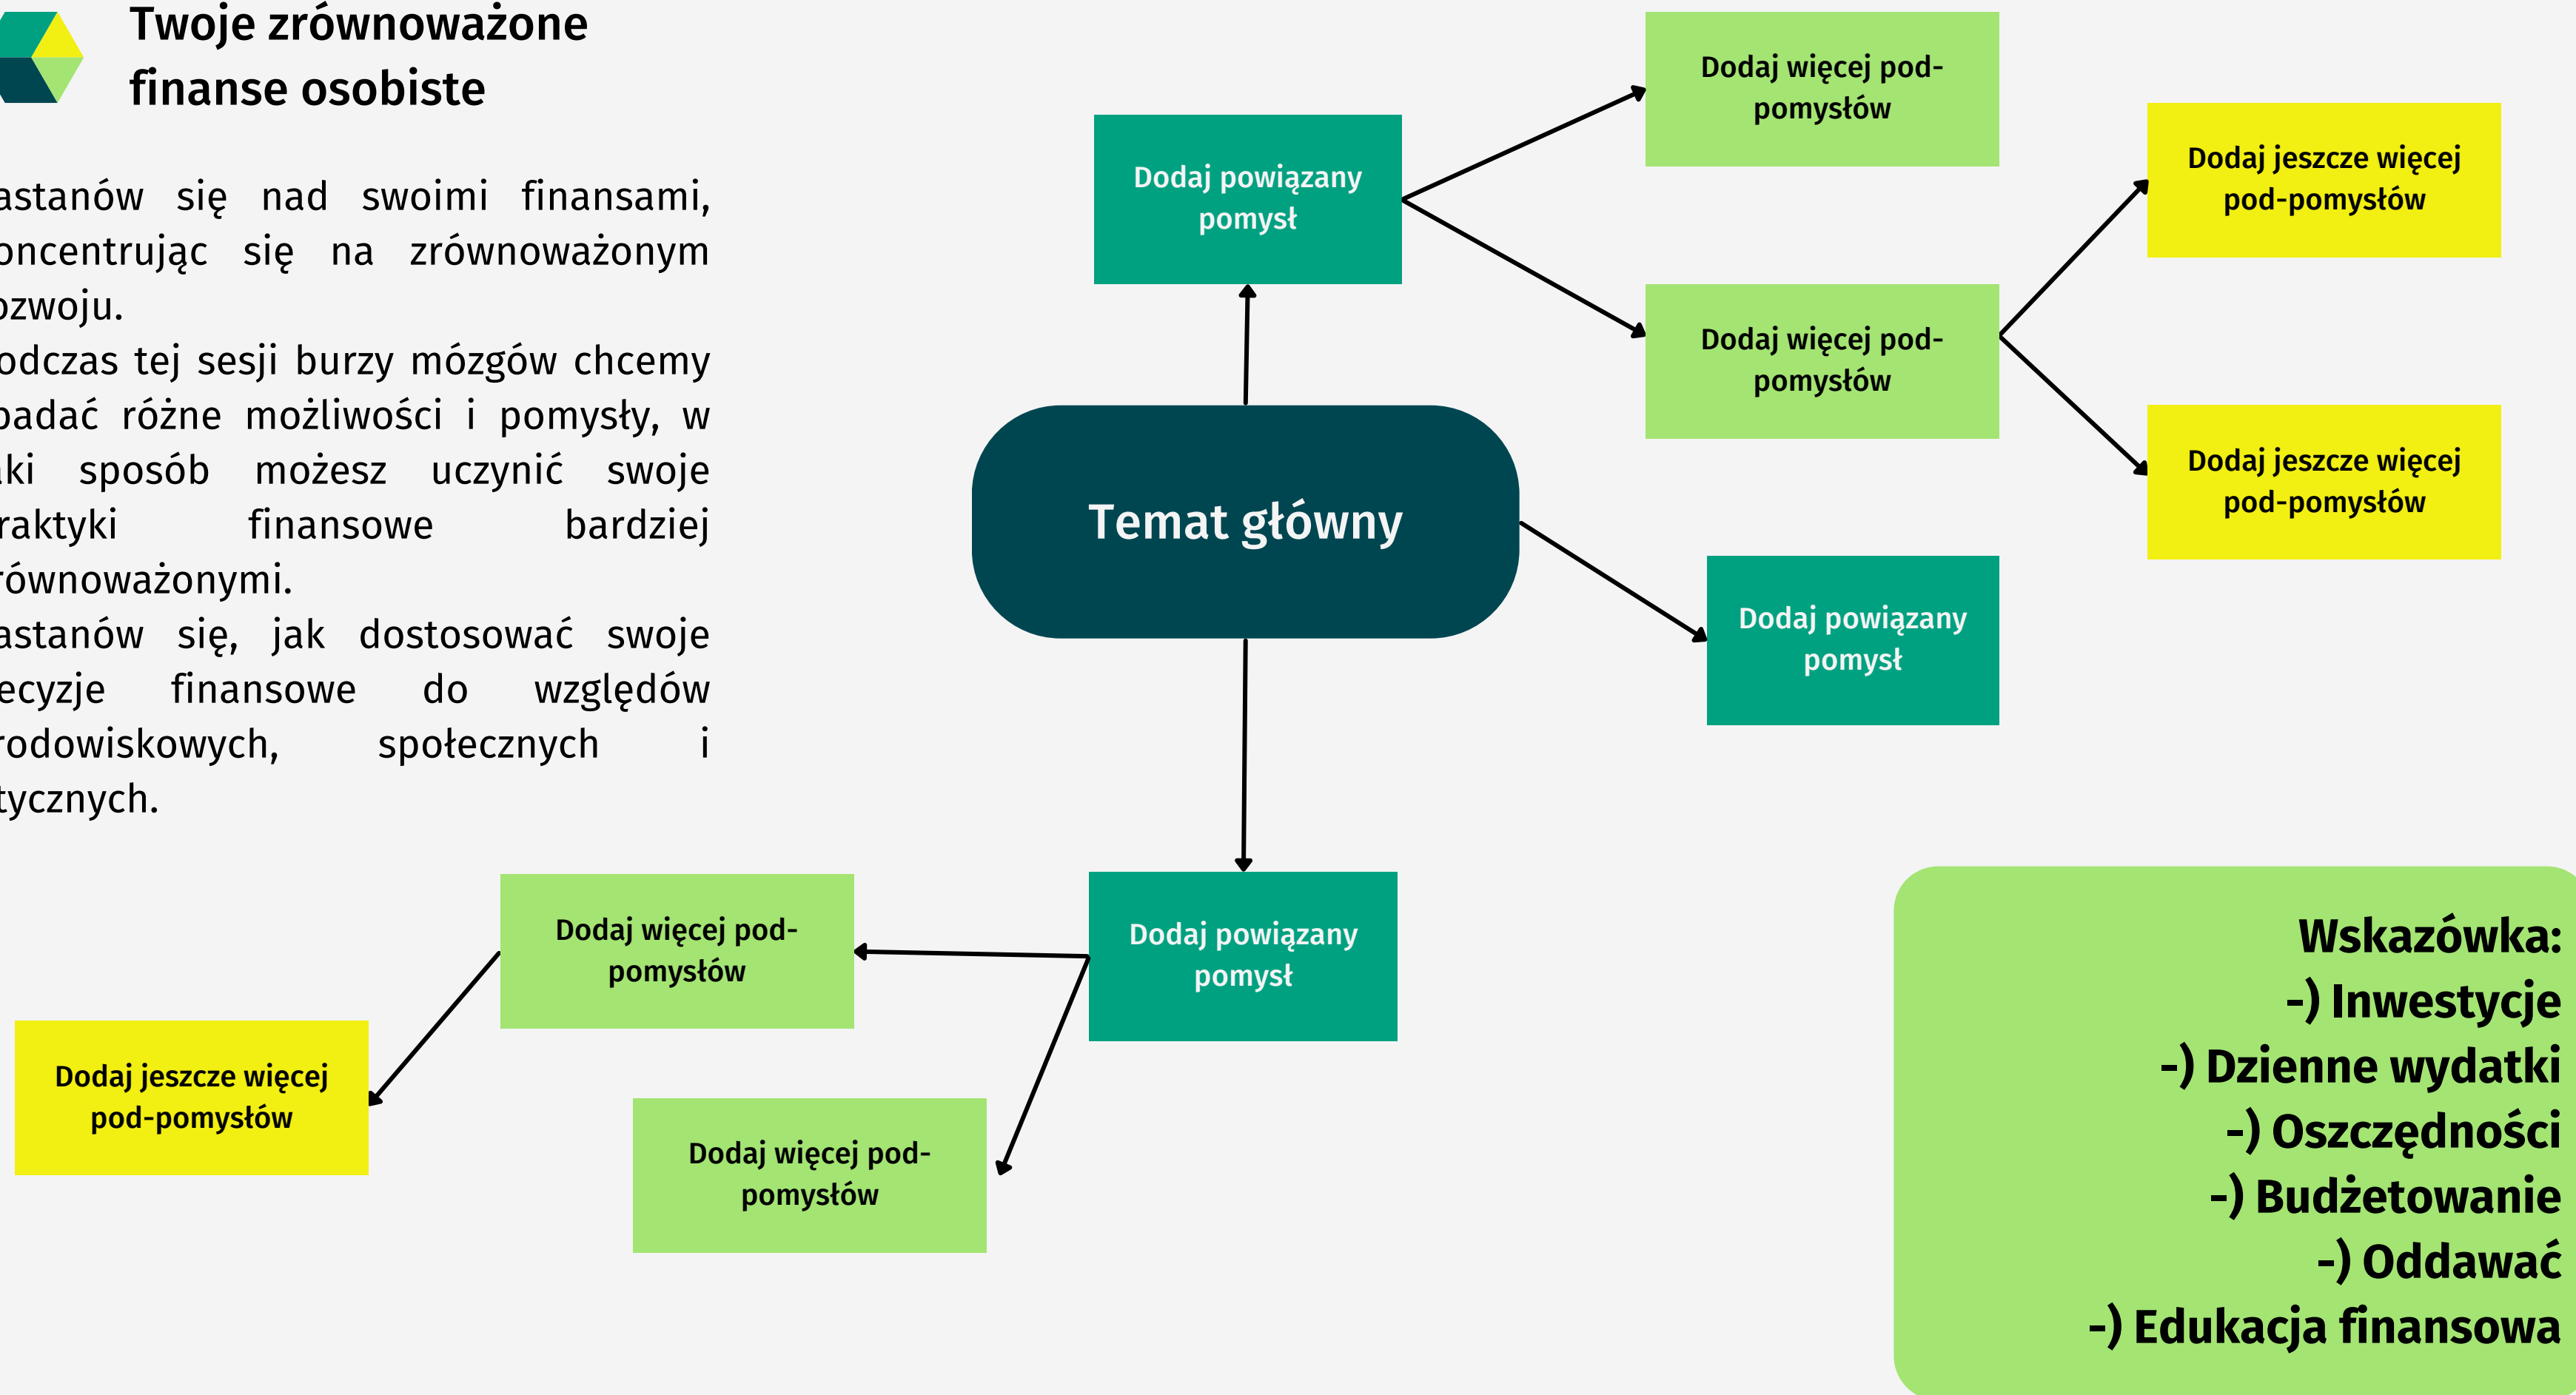 Twoje zrównoważone
finanse osobiste
astanów się nad swoimi finansami,
oncentrując się na zrównoważonym
ozwoju.
odczas tej sesji burzy mózgów chcemy
badać różne możliwości i pomysły, w
aki sposób możesz uczynić swoje
raktyki finansowe bardziej
równoważonymi.
astanów się, jak dostosować swoje
ecyzje finansowe do względów
rodowiskowych, społecznych i
tycznych.
Dodaj więcej pod-
pomysłów
Dodaj powiązany
pomysł
Dodaj jeszcze więcej
pod-pomysłów
Dodaj więcej pod-
pomysłów
Dodaj jeszcze więcej
pod-pomysłów
Temat główny
Dodaj powiązany
pomysł
Dodaj powiązany
pomysł
Dodaj więcej pod-
pomysłów
Dodaj jeszcze więcej
pod-pomysłów
Dodaj więcej pod-
pomysłów
Wskazówka:
-) Inwestycje
-) Dzienne wydatki
-) Oszczędności
-) Budżetowanie
-) Oddawać
-) Edukacja finansowa